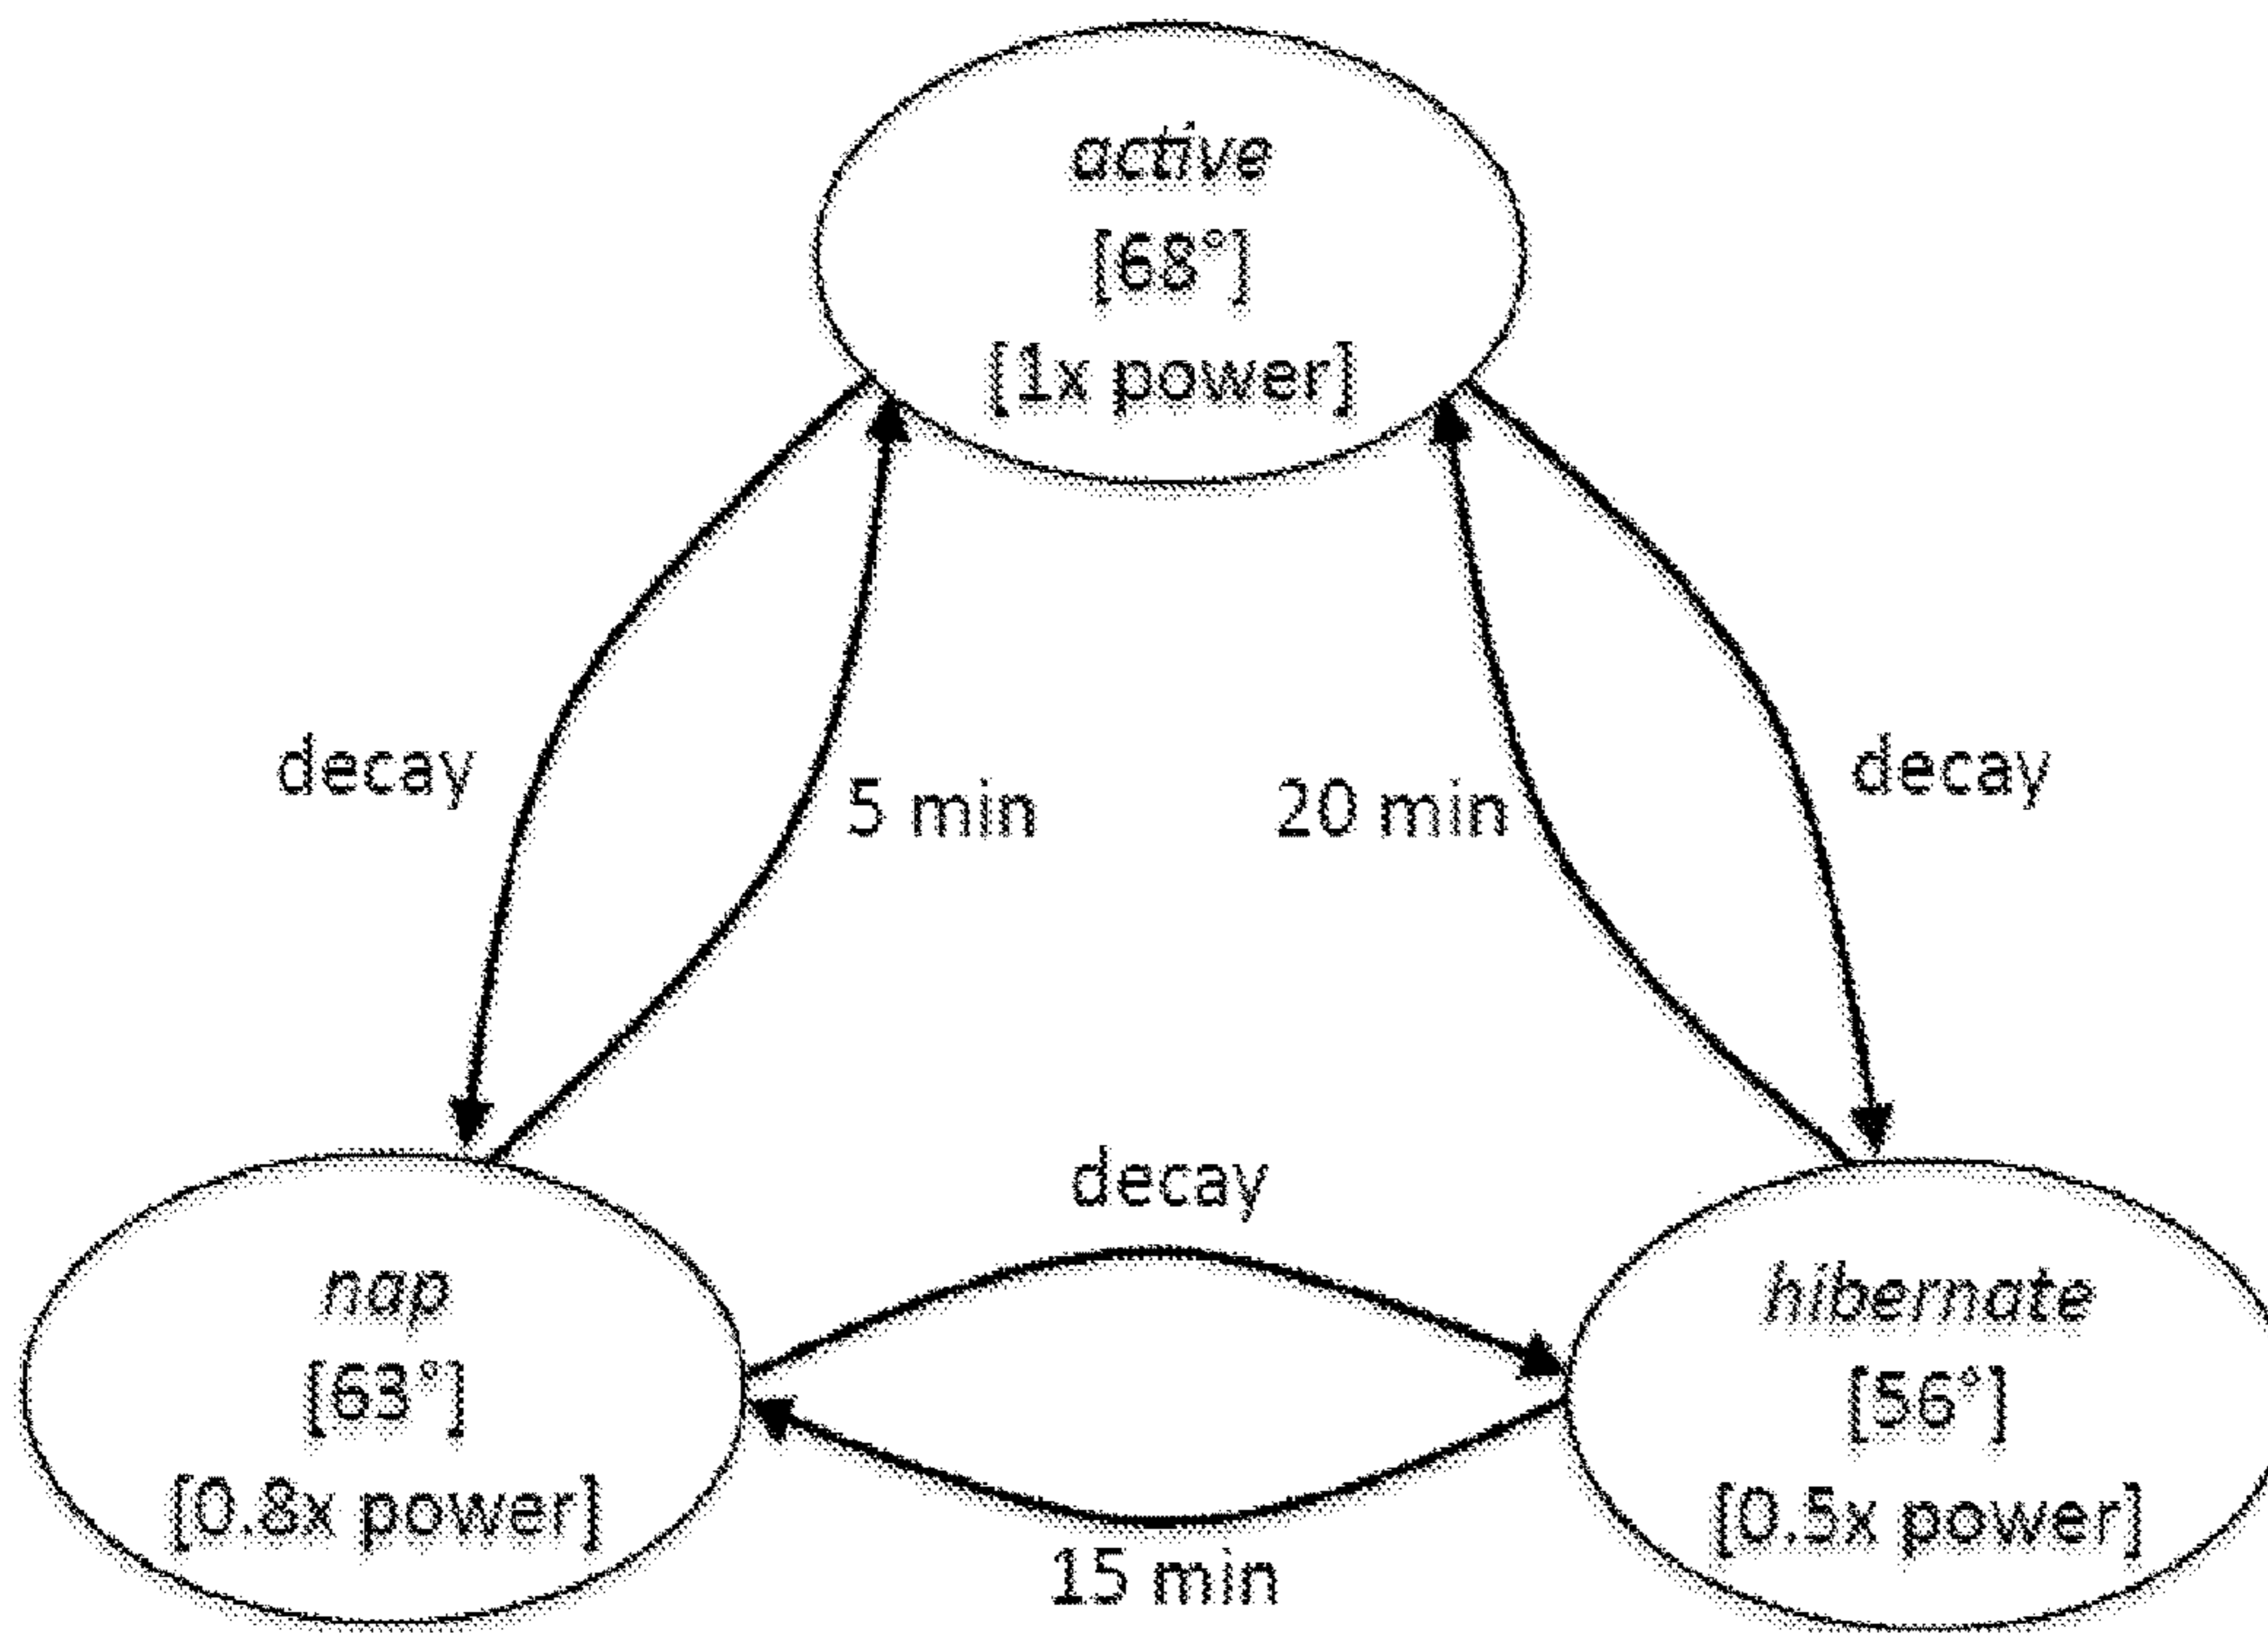 active
[68°]
[1x power]
decay
5 min
20 min
decay
decay
nap
[63°]
[0.8x power]
hibernate
[56°]
[0.5x power]
15 min